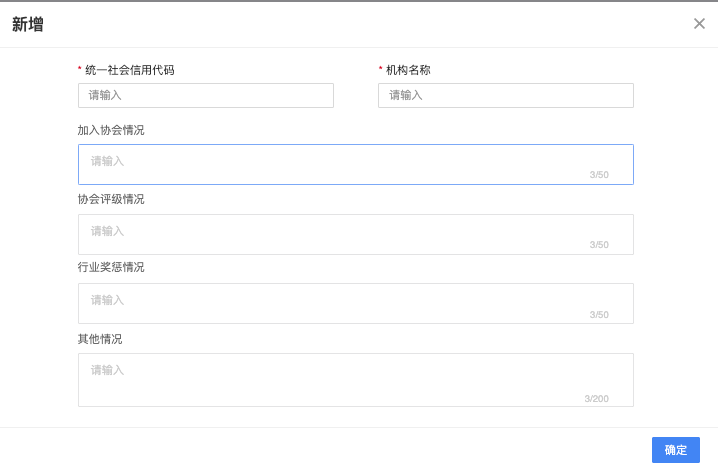 新增
* 统一社会信用代码 * 机构名称
请输入 请输入
加入协会情况
请输入
3/50
协会评级情况
请输入
3/50
行业奖惩情况
请输入
3/50
其他情况
请输入
3/200
确定